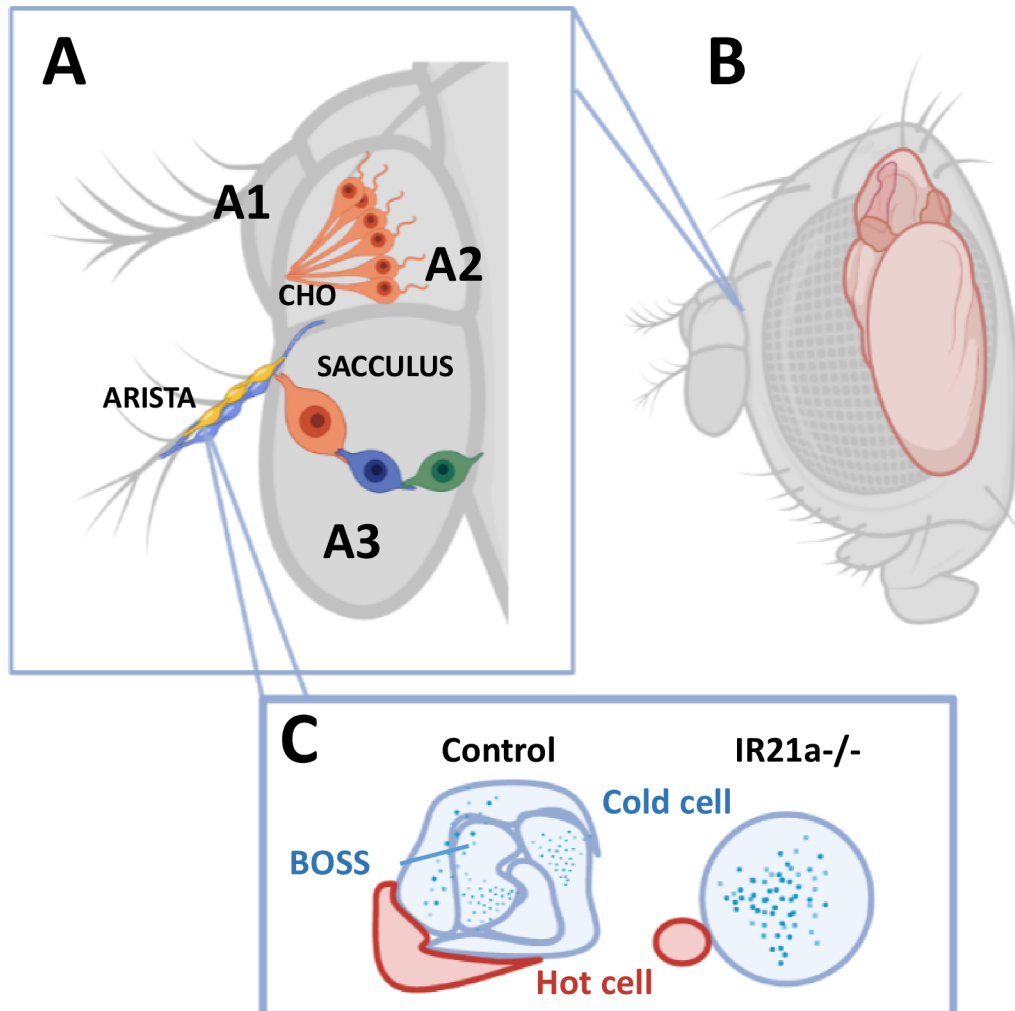 A
B
A1
A2
CHO
SACCULUS
ARISTA
A3
C
Control
IR21a-/-
Cold cell
BOSS
Hot cell